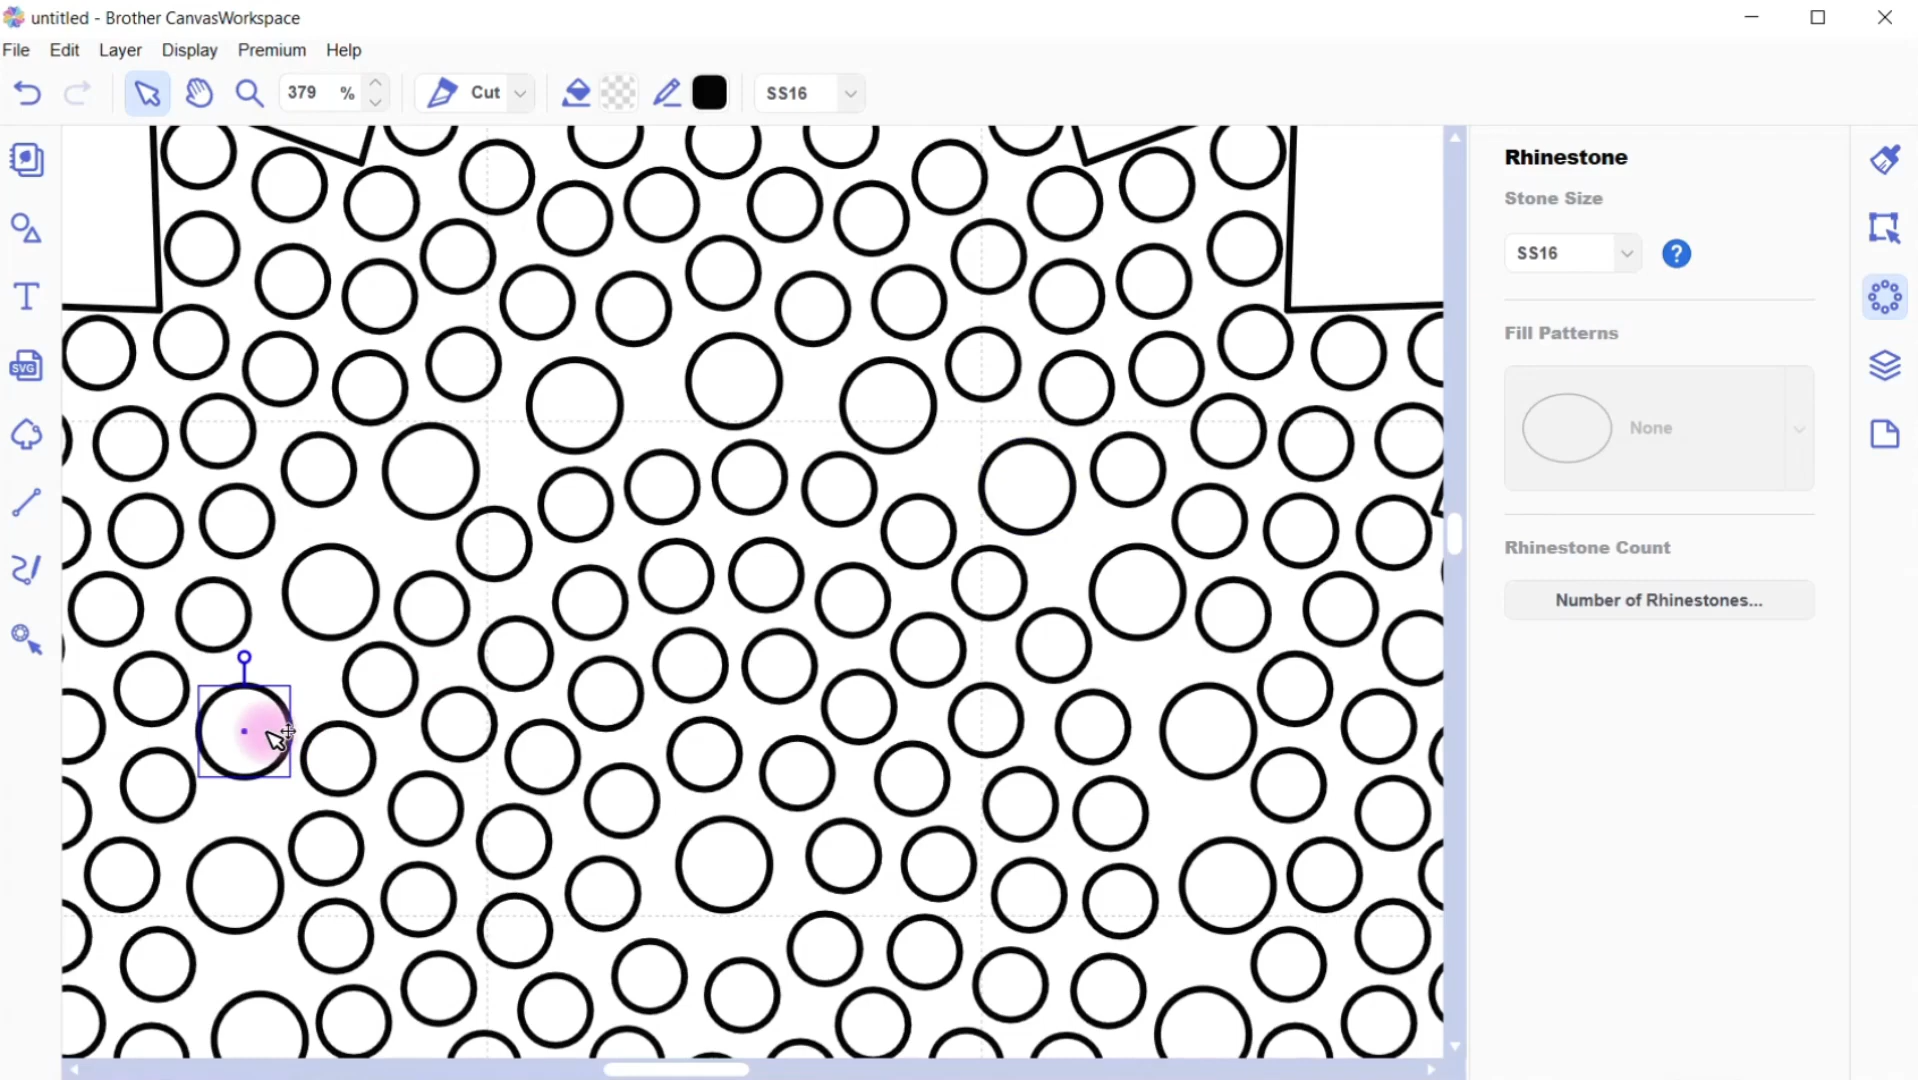 untitled - Brother CanvasWorkspace
File Edit Layer Display Premium Help
379 % Cut SS16
Rhinestone
Stone Size
SS16 ?
Fill Patterns
SVG
None
Rhinestone Count
Number of Rhinestones...